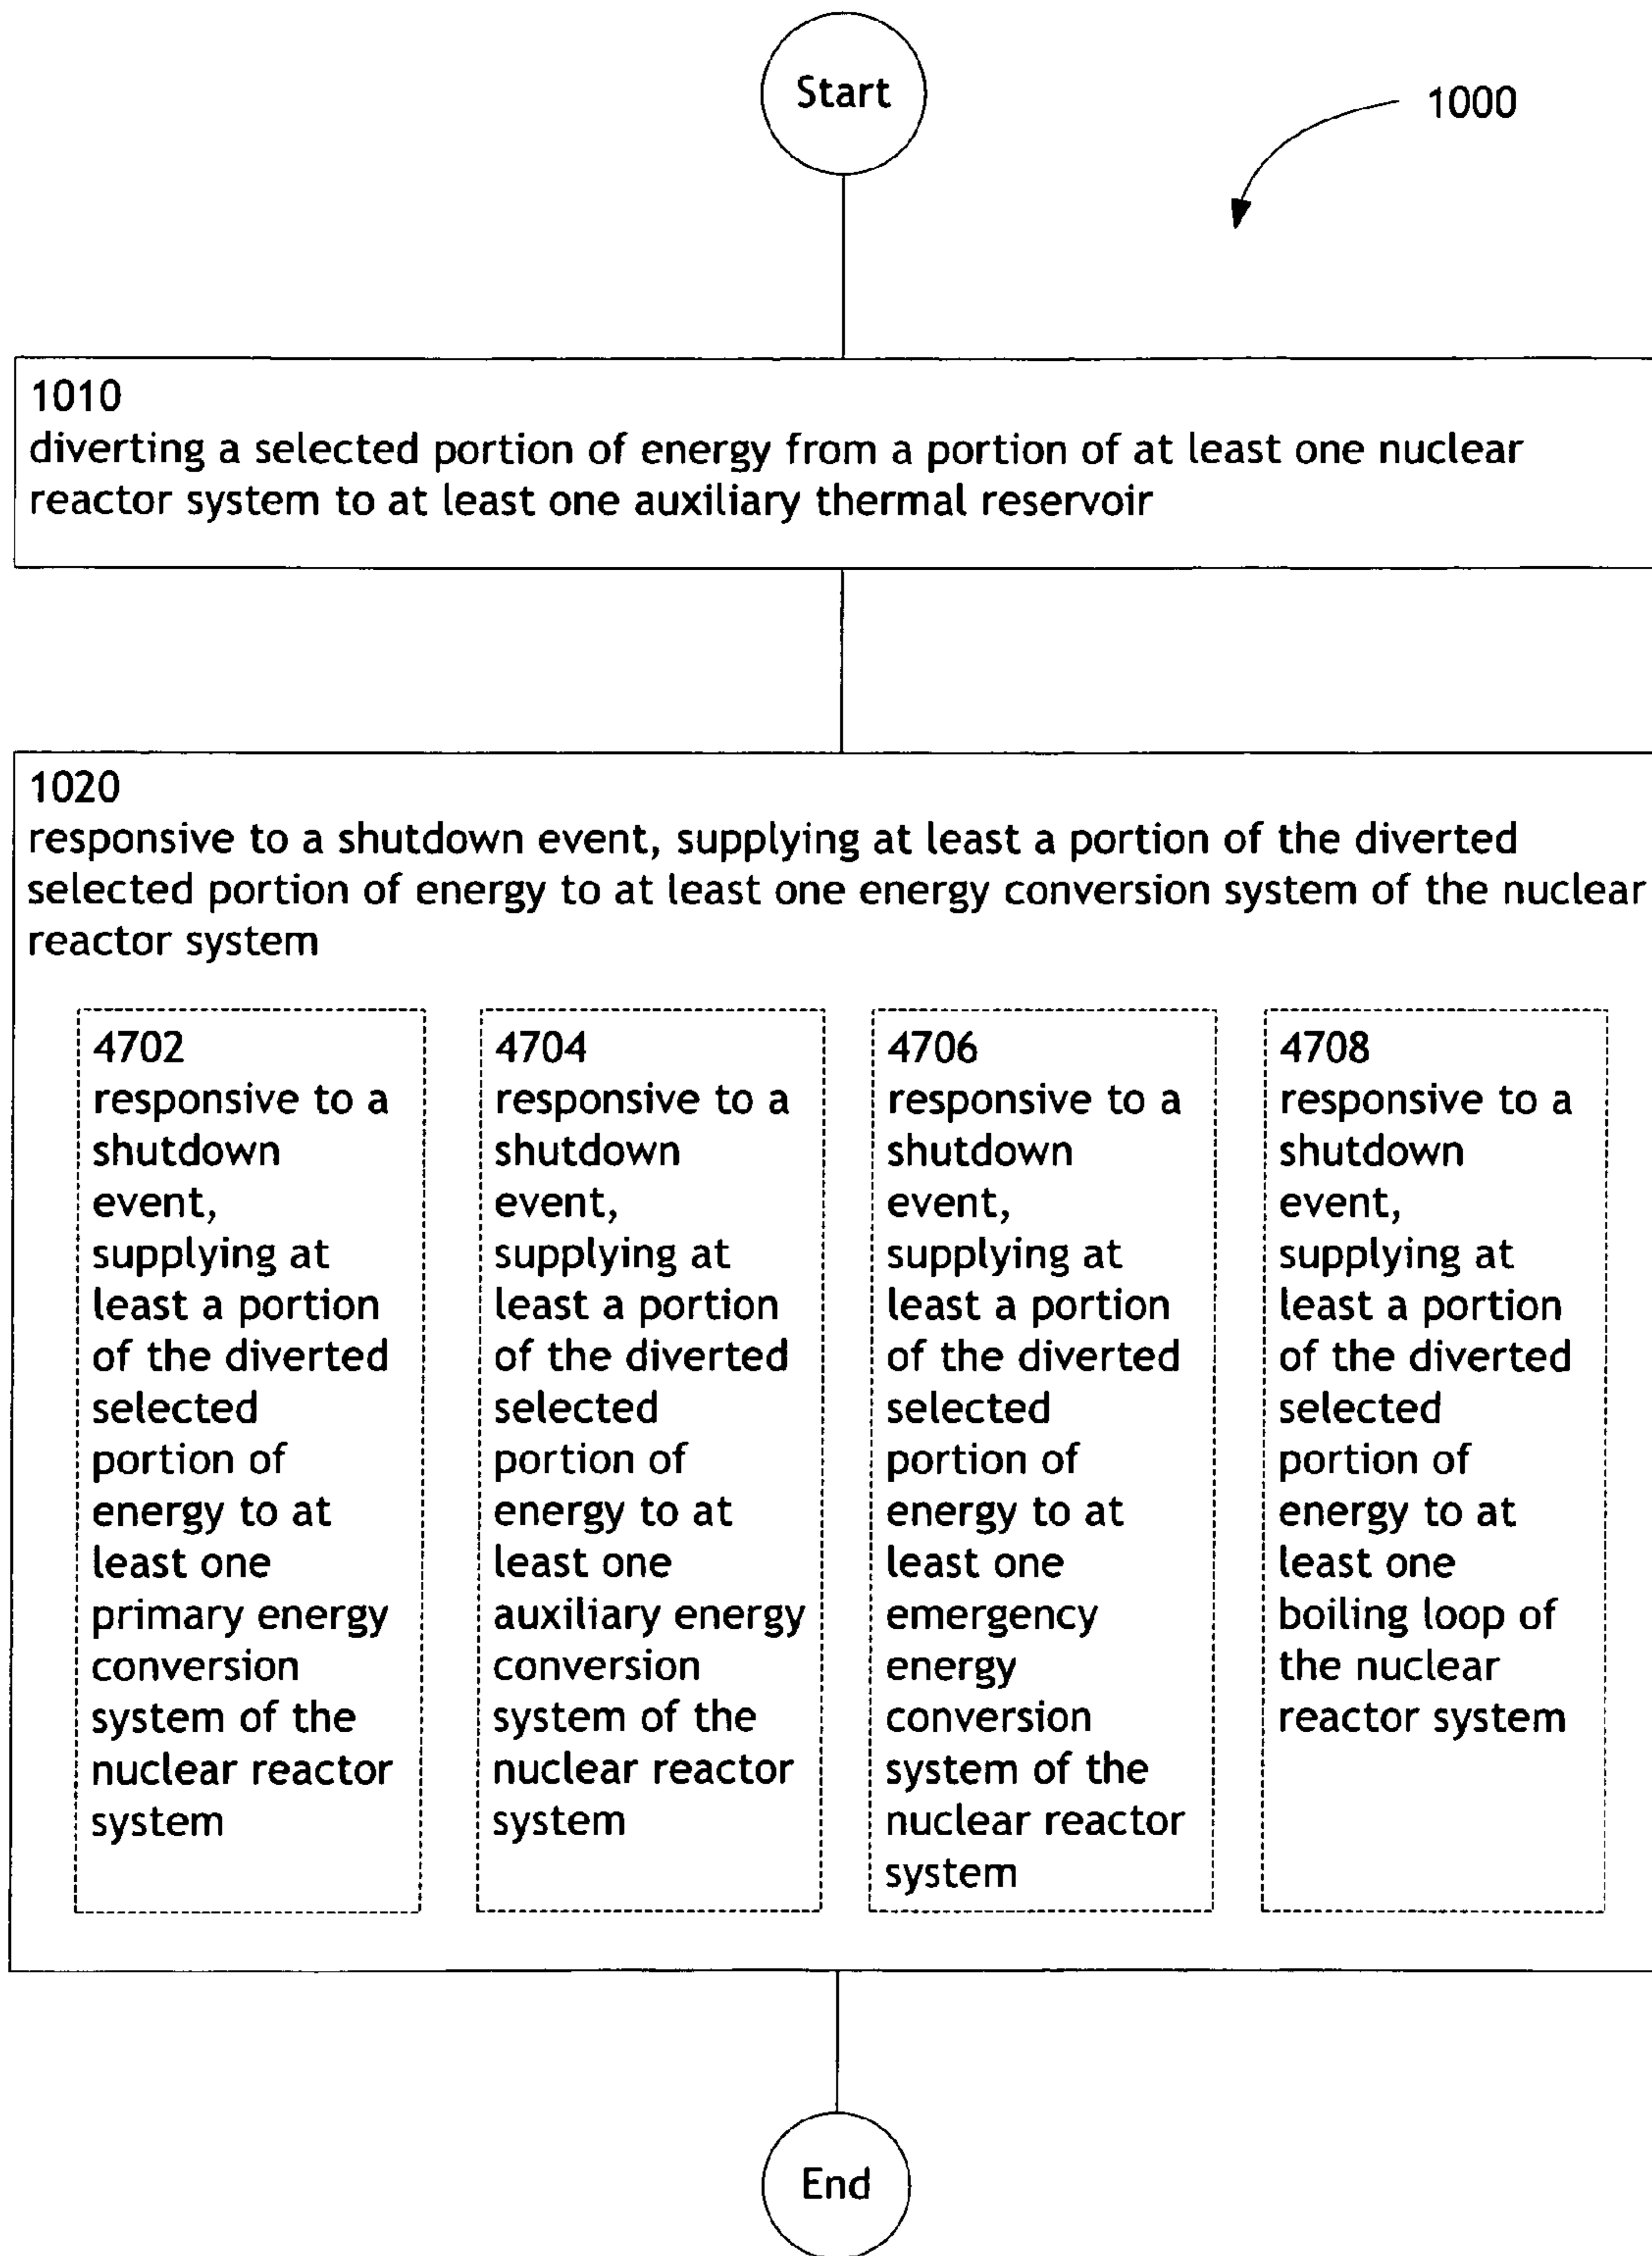 Start
1000
1010
diverting a selected portion of energy from a portion of at least one nuclear
reactor system to at least one auxiliary thermal reservoir
1020
responsive to a shutdown event, supplying at least a portion of the diverted
selected portion of energy to at least one energy conversion system of the nuclear
reactor system
4702
responsive to a
shutdown
event,
supplying at
least a portion
of the diverted
selected
portion of
energy to at
least one
primary energy
conversion
system of the
nuclear reactor
system
4704
responsive to a
shutdown
event,
supplying at
least a portion
of the diverted
selected
portion of
energy to at
least one
auxiliary energy
conversion
system of the
nuclear reactor
system
4706
responsive to a
shutdown
event,
supplying at
least a portion
of the diverted
selected
portion of
energy to at
least one
emergency
energy
conversion
system of the
nuclear reactor
system
4708
responsive to a
shutdown
event,
supplying at
least a portion
of the diverted
selected
portion of
energy to at
least one
boiling loop of
the nuclear
reactor system
End